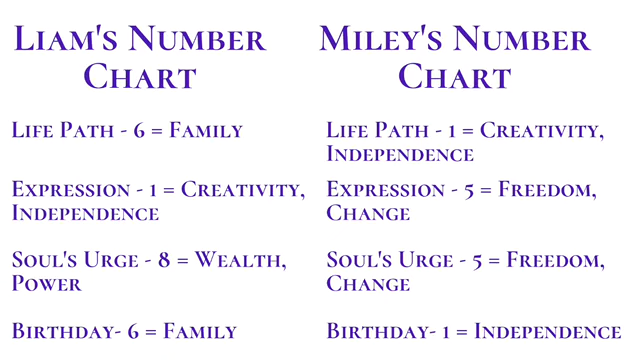 Liam's Number
Chart
Life Path - 6 = Family
Expression - 1 = Creativity,
Independence
Soul's Urge - 8 = Wealth,
Power
Birthday- 6 = Family
Miley's Number
Chart
Life Path - 1 = Creativity,
Independence
Expression - 5 = Freedom,
Change
Soul's Urge - 5 = Freedom,
Change
Birthday- 1 = Independence